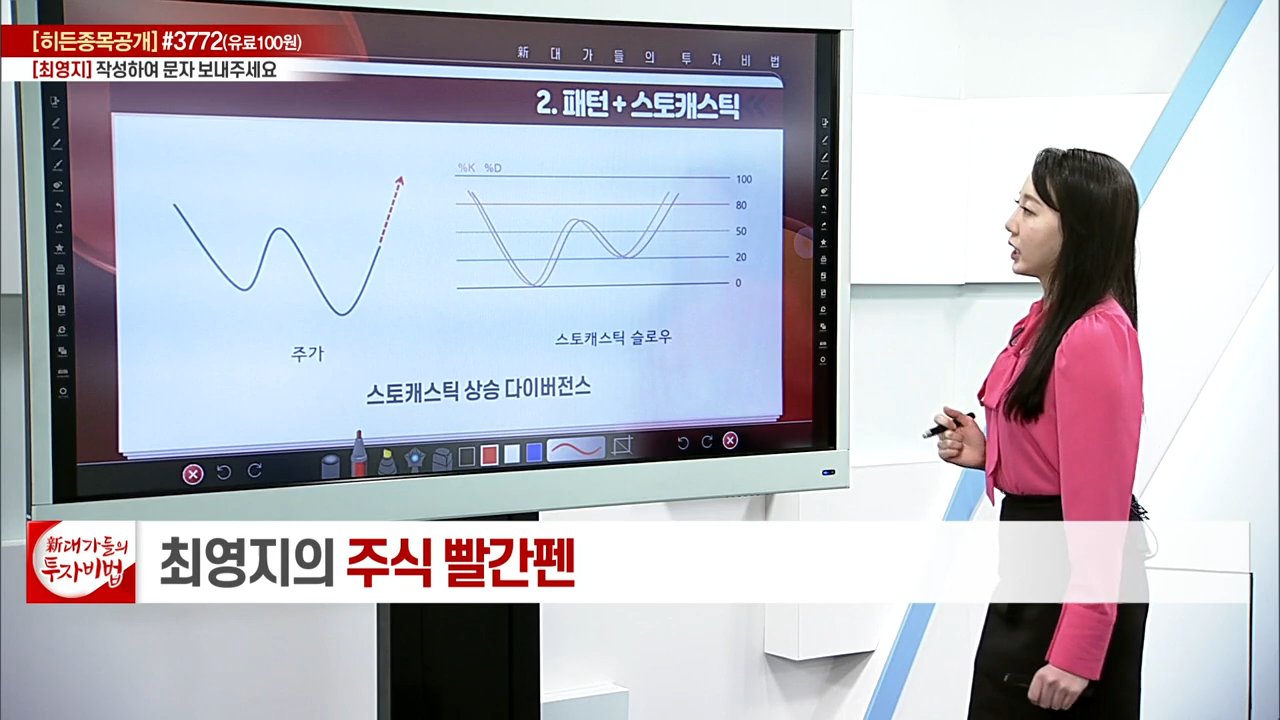 [히든종목공개] #3772(유료100원)
[최영지] 작성하여 문자 보내주세요
新 대 가 들 의 투 자 비 법
2. 패턴 + 스토캐스틱
%K %D
100
80
50
20
0
주가
스토캐스틱 슬로우
스토캐스틱 상승 다이버전스
新대가들의
투자비법
최영지의 주식 빨간펜